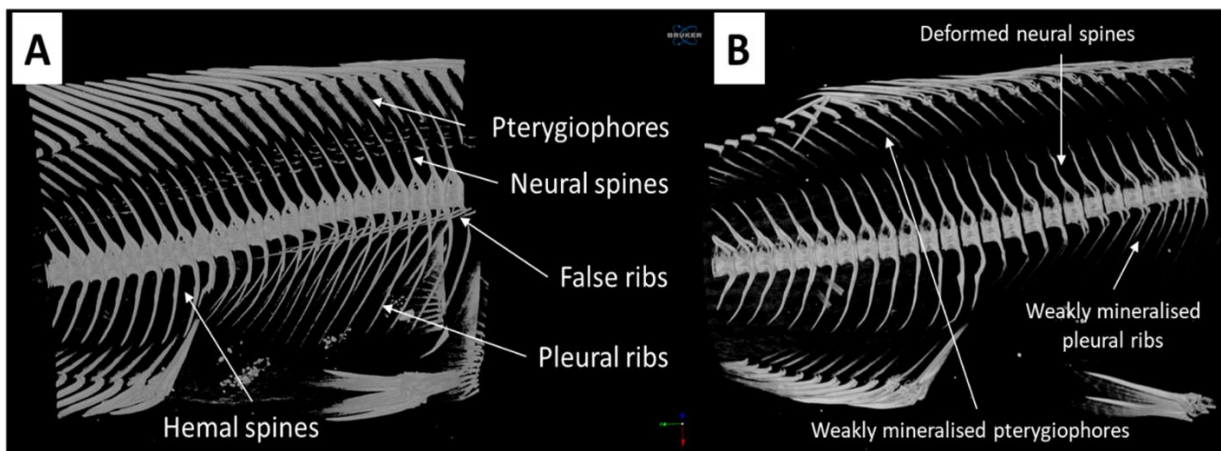 A
BRUKER
Pterygiophores
Neural spines
False ribs
Pleural ribs
Hemal spines
B
Deformed neural spines
Weakly mineralised
pleural ribs
Weakly mineralised pterygiophores